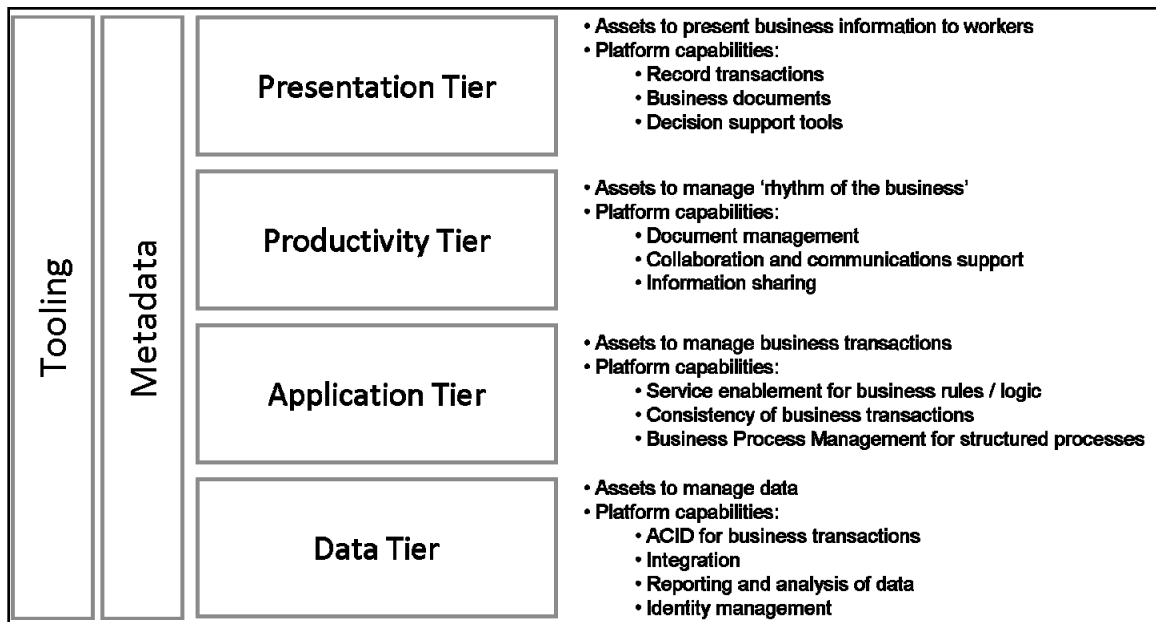 Tooling
Metadata
Presentation Tier
• Assets to present business information to workers
• Platform capabilities:
• Record transactions
• Business documents
• Decision support tools
Productivity Tier
• Assets to manage ‘rhythm of the business’
• Platform capabilities:
• Document management
• Collaboration and communications support
• Information sharing
Application Tier
• Assets to manage business transactions
• Platform capabilities:
• Service enablement for business rules / logic
• Consistency of business transactions
• Business Process Management for structured processes
Data Tier
• Assets to manage data
• Platform capabilities:
• ACID for business transactions
• Integration
• Reporting and analysis of data
• Identity management